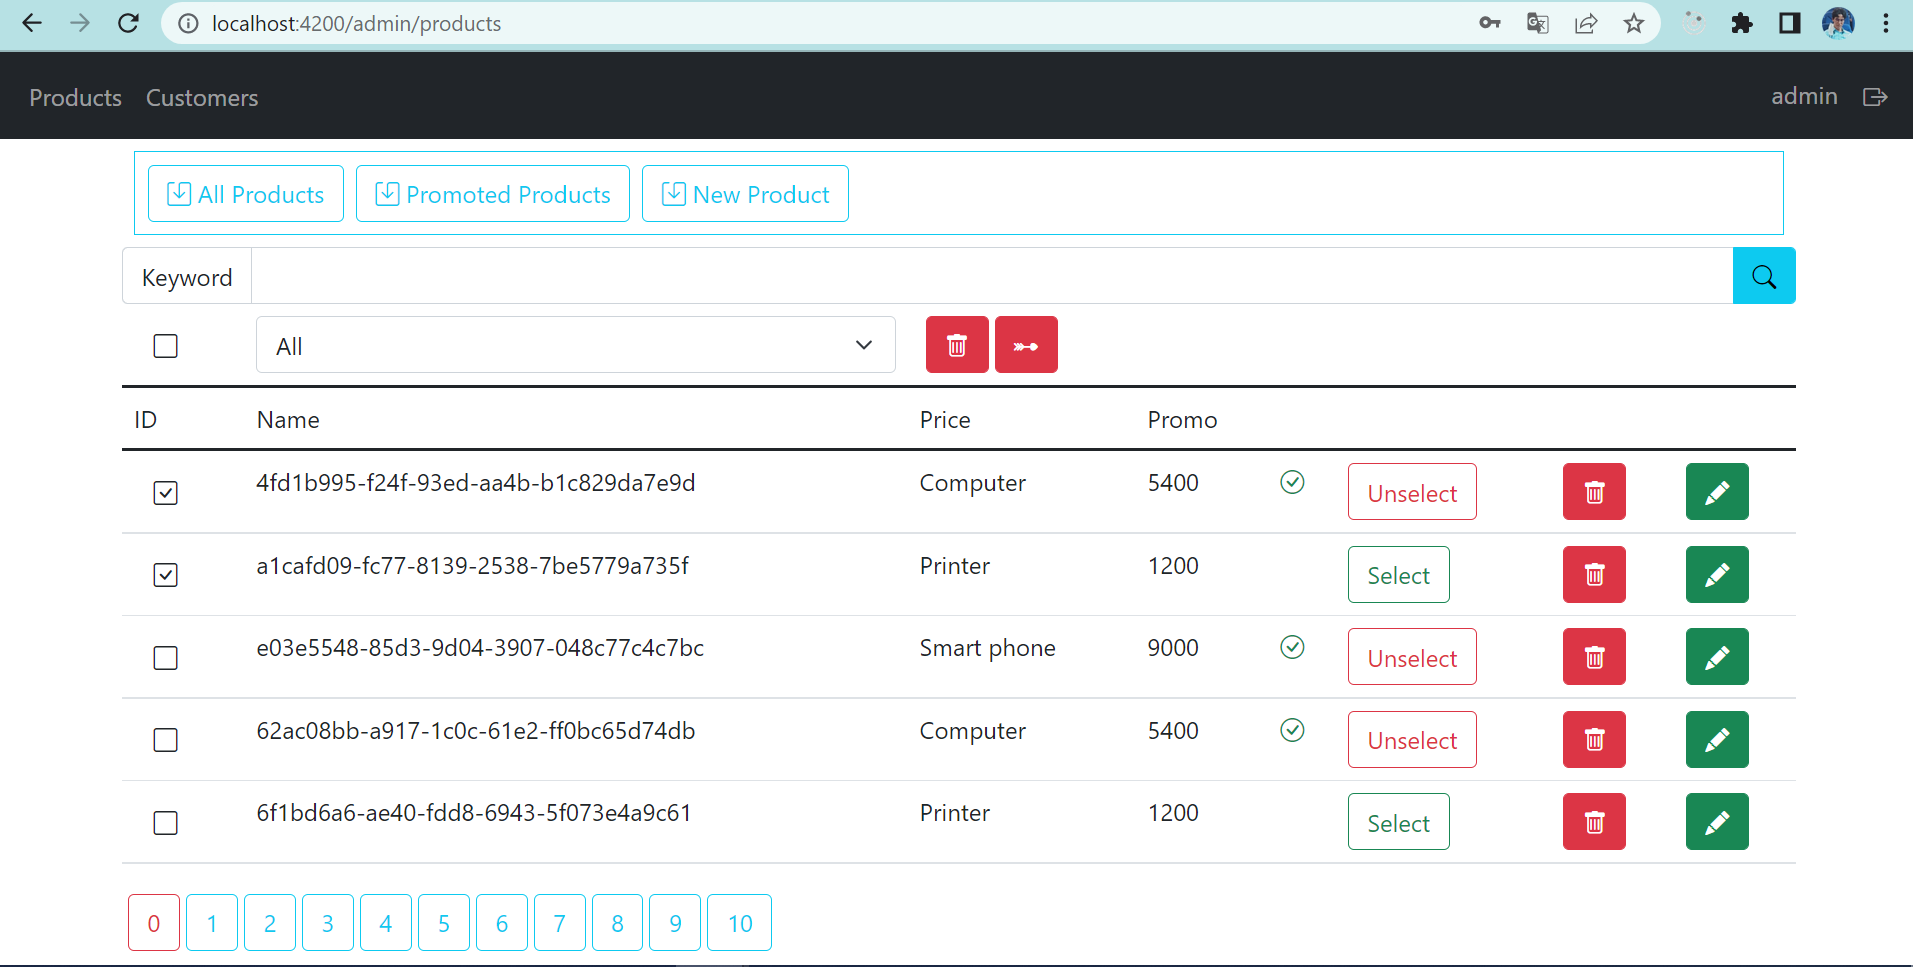 localhost:4200/admin/products
Products Customers admin
All Products Promoted Products New Product
Keyword
All
ID Name Price Promo
4fd1b995-f24f-93ed-aa4b-b1c829da7e9d Computer 5400 Unselect
a1cafd09-fc77-8139-2538-7be5779a735f Printer 1200 Select
e03e5548-85d3-9d04-3907-048c77c4c7bc Smart phone 9000 Unselect
62ac08bb-a917-1c0c-61e2-ff0bc65d74db Computer 5400 Unselect
6f1bd6a6-ae40-fdd8-6943-5f073e4a9c61 Printer 1200 Select
0 1 2 3 4 5 6 7 8 9 10